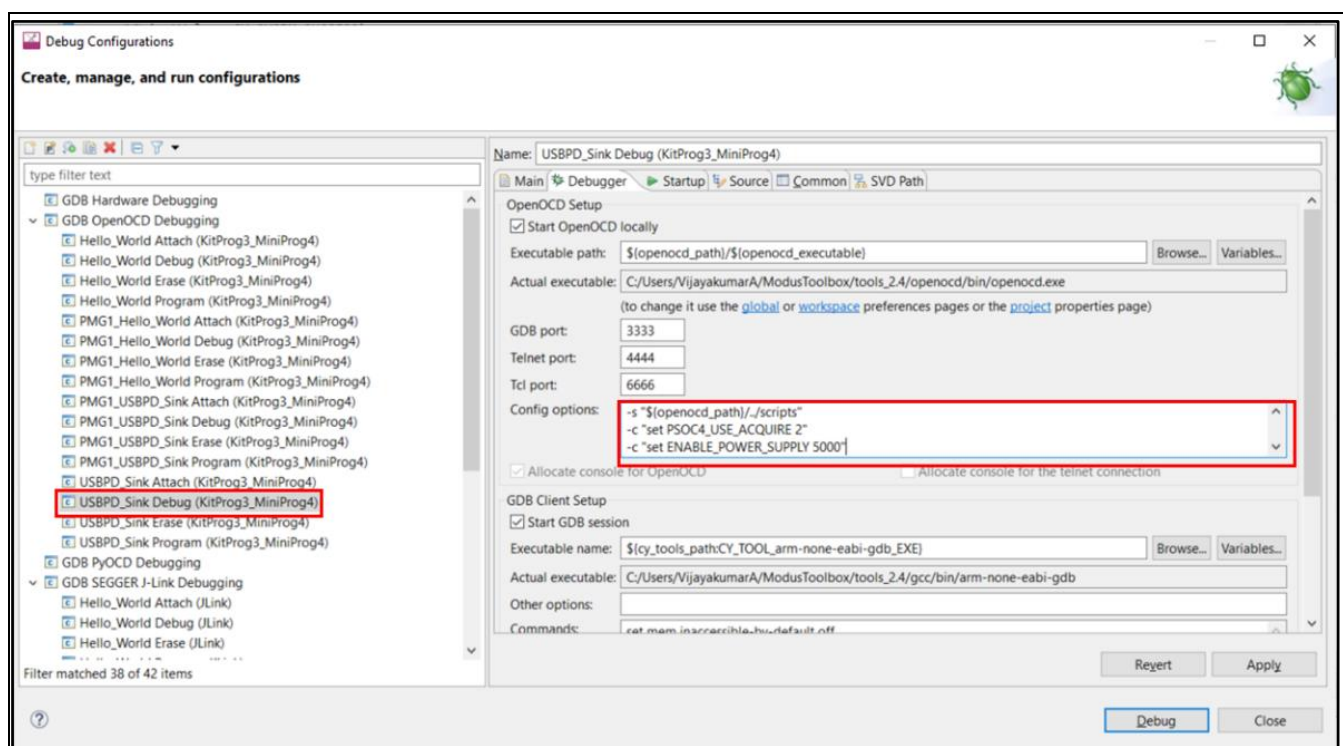 Debug Configurations
Create, manage, and run configurations
type filter text
GDB Hardware Debugging
GDB OpenOCD Debugging
Hello_World Attach (KitProg3_MiniProg4)
Hello_World Debug (KitProg3_MiniProg4)
Hello_World Erase (KitProg3_MiniProg4)
Hello_World Program (KitProg3_MiniProg4)
PMG1_Hello_World Attach (KitProg3_MiniProg4)
PMG1_Hello_World Debug (KitProg3_MiniProg4)
PMG1_Hello_World Erase (KitProg3_MiniProg4)
PMG1_Hello_World Program (KitProg3_MiniProg4)
PMG1_USBPD_Sink Attach (KitProg3_MiniProg4)
PMG1_USBPD_Sink Debug (KitProg3_MiniProg4)
PMG1_USBPD_Sink Erase (KitProg3_MiniProg4)
PMG1_USBPD_Sink Program (KitProg3_MiniProg4)
USBPD_Sink Attach (KitProg3_MiniProg4)
USBPD_Sink Debug (KitProg3_MiniProg4)
USBPD_Sink Erase (KitProg3_MiniProg4)
USBPD_Sink Program (KitProg3_MiniProg4)
GDB PyOCD Debugging
GDB SEGGER J-Link Debugging
Hello_World Attach (JLink)
Hello_World Debug (JLink)
Hello_World Erase (JLink)
Filter matched 38 of 42 items
Name: USBPD_Sink Debug (KitProg3_MiniProg4)
Main Debugger Startup Source Common SVD Path
OpenOCD Setup
Start OpenOCD locally
Executable path: ${openocd_path}/${openocd_executable} Browse... Variables...
Actual executable: C:/Users/VijayakumarA/ModusToolbox/tools_2.4/openocd/bin/openocd.exe
(to change it use the global or workspace preferences pages or the project properties page)
GDB port: 3333
Telnet port: 4444
Tcl port: 6666
Config options: -s "${openocd_path}/../scripts"
-c "set PSOC4_USE_ACQUIRE 2"
-c "set ENABLE_POWER_SUPPLY 5000"
Allocate console for OpenOCD Allocate console for the telnet connection
GDB Client Setup
Start GDB session
Executable name: ${cy_tools_path:CY_TOOL_arm-none-eabi-gdb_EXE} Browse... Variables...
Actual executable: C:/Users/VijayakumarA/ModusToolbox/tools_2.4/gcc/bin/arm-none-eabi-gdb
Other options:
Commands: set mem inaccessible-by-default off
Revert Apply
Debug Close